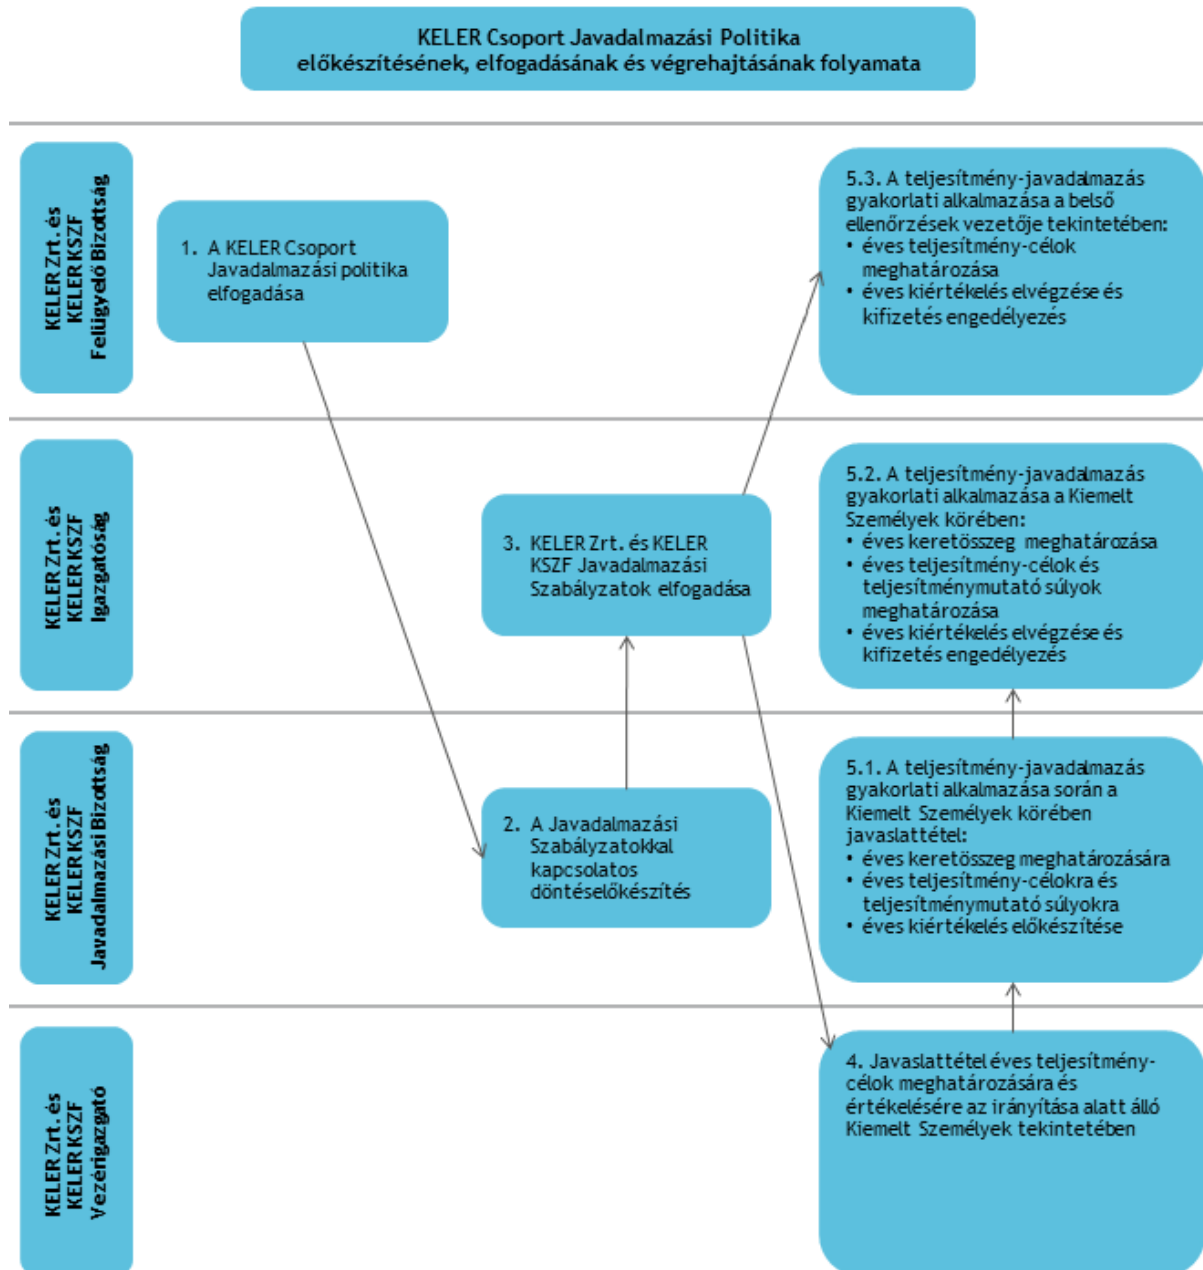 KELER Csoport Javadalmazási Politika
előkészítésének, elfogadásának és végrehajtásának folyamata
KELER Zrt. és
KELER KSZF
Felügyelő Bizottság
1. A KELER Csoport
Javadalmazási politika
elfogadása
5.3. A teljesítmény-javadalmazás
gyakorlati alkalmazása a belső
ellenőrzések vezetője tekintetében:
• éves teljesítmény-célok
meghatározása
• éves kiértékelés elvégzése és
kifizetés engedélyezés
KELER Zrt. és
KELER KSZF
Igazgatóság
3. KELER Zrt. és KELER
KSZF Javadalmazási
Szabályzatok elfogadása
5.2. A teljesítmény-javadalmazás
gyakorlati alkalmazása a Kiemelt
Személyek körében:
• éves keretösszeg meghatározása
• éves teljesítmény-célok és
teljesítménymutató súlyok
meghatározása
• éves kiértékelés elvégzése és
kifizetés engedélyezés
KELER Zrt. és
KELER KSZF
Javadalmazási Bizottság
2. A Javadalmazási
Szabályzatokkal
kapcsolatos
döntéselőkészítés
5.1. A teljesítmény-javadalmazás
gyakorlati alkalmazása során a
Kiemelt Személyek körében
javaslattétel:
• éves keretösszeg meghatározására
• éves teljesítmény-célokra és
teljesítménymutató súlyokra
• éves kiértékelés előkészítése
KELER Zrt. és
KELER KSZF
Vezérigazgató
4. Javaslattétel éves teljesítmény-
célok meghatározására és
értékelésére az irányítása alatt álló
Kiemelt Személyek tekintetében